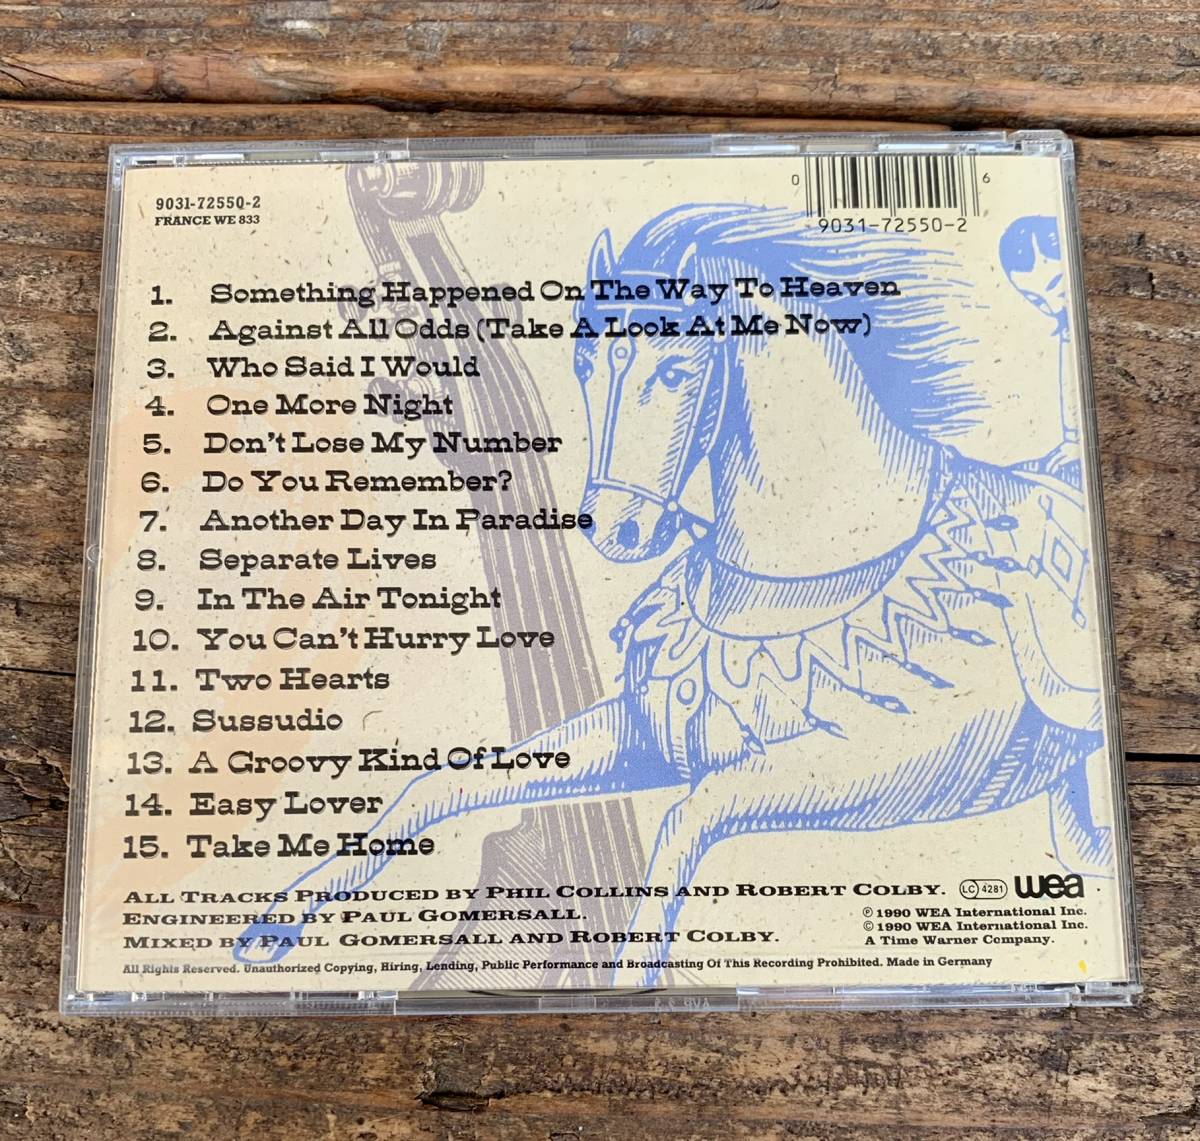 9031-72550-2
FRANCE WE 833
0 6
9031-72550-2
1. Something Happened On The Way To Heaven
2. Against All Odds (Take A Look At Me Now)
3. Who Said I Would
4. One More Night
5. Don't Lose My Number
6. Do You Remember?
7. Another Day In Paradise
8. Separate Lives
9. In The Air Tonight
10. You Can't Hurry Love
11. Two Hearts
12. Sussudio
13. A Groovy Kind Of Love
14. Easy Lover
15. Take Me Home
All Tracks Produced by Phil Collins and Robert Colby.
Engineered by Paul Gomersall.
Mixed by Paul Gomersall and Robert Colby.
LC 4281 wea
℗ 1990 WEA International Inc.
© 1990 WEA International Inc.
A Time Warner Company.
All Rights Reserved. Unauthorized Copying, Hiring, Lending, Public Performance and Broadcasting Of This Recording Prohibited. Made in Germany